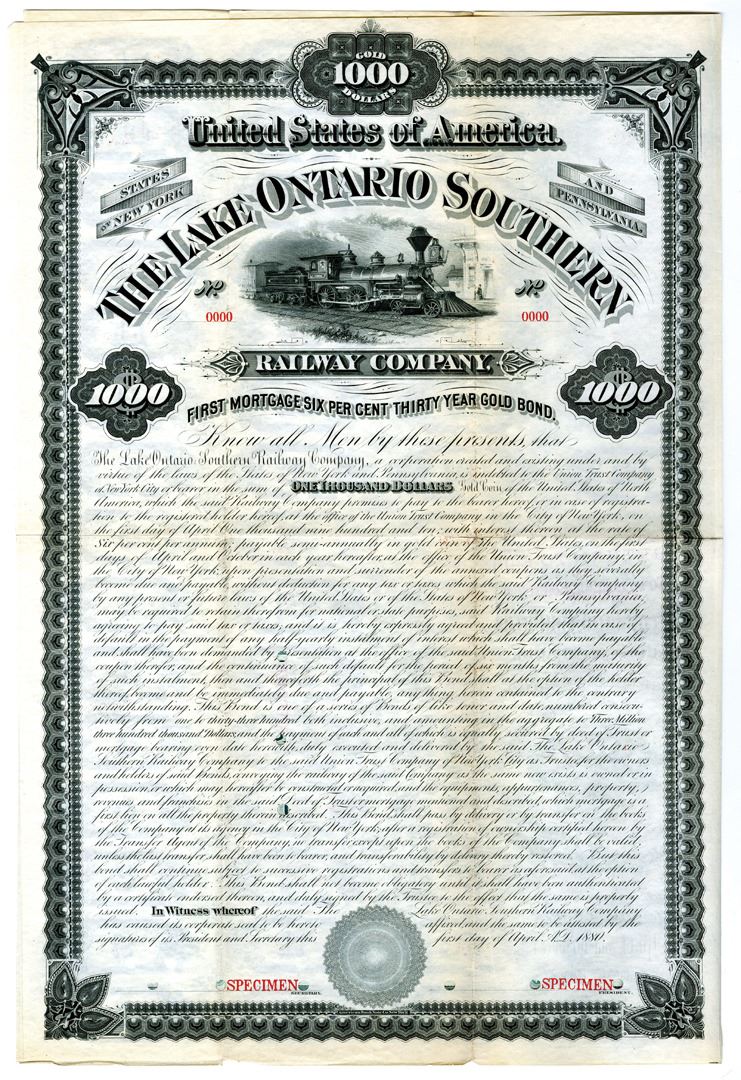 GOLD
1000
DOLLARS
United States of America.
STATES
OF NEW YORK
AND
PENNSYLVANIA.
THE LAKE ONTARIO SOUTHERN
No. No.
0000 0000
RAILWAY COMPANY
1000 1000
FIRST MORTGAGE SIX PER CENT THIRTY YEAR GOLD BOND.
Know all Men by these presents, that
The Lake Ontario Southern Railway Company, a corporation created and existing under and by
virtue of the laws of the States of New York and Pennsylvania, is indebted to the Union Trust Company
of New York City or bearer in the sum of ONE THOUSAND DOLLARS Gold Coin of the United States of North
America, which the said Railway Company promises to pay to bearer hereof or in case of registra-
tion to the registered holder hereof, at the office of the Union Trust Company in the City of New York, on
the first day of April One thousand nine hundred and ten, with interest thereon at the rate of
Six per cent per annum payable semi-annually in gold coin of the United States, on the first
days of April and October in each year hereafter, at the office of the Union Trust Company, in
the City of New York, upon presentation and surrender of the annexed coupons as they severally
become due and payable without deduction for any tax or taxes which the said Railway Company
by any present or future laws of the United States or of the States of New York or Pennsylvania,
may be required to retain therefrom for national or state purposes, said Railway Company hereby
agreeing to pay said tax or taxes; and it is hereby expressly agreed and provided that in case of
default in the payment of any half-yearly instalment of interest which shall have become payable
and shall have been demanded by presentation at the office of the said Union Trust Company, of the
coupon therefor, and the continuance of such default for the period of six months, from the maturity
of such instalment, then and thereupon the principal of this Bond shall at the option of the holder
thereof become and be immediately due and payable, anything herein contained to the contrary
notwithstanding. This Bond is one of a series of Bonds of like tenor and date numbered consecu-
tively from one to thirty three hundred both inclusive, and amounting in the aggregate to Three Million
three hundred thousand Dollars, and the payment of each and all of which is equally secured by deed of Trust or
mortgage bearing even date herewith, duly executed and delivered by the said The Lake Ontario
Southern Railway Company to the said Union Trust Company of New York City as Trustee for the owners
and holders of said Bonds, conveying the railway of the said Company as the same now exists is owned or in
possession or which may hereafter be constructed or acquired, and the equipments, appurtenances, property,
revenues and franchises in the said Deed of Trust or mortgage mentioned and described, which mortgage is a
first lien on all the property therein described. This Bond shall pass by delivery or by transfer on the books
of the Company at its agency in the City of New York, after a registration of ownership certified hereon by
the Transfer Agent of the Company, no transfer except upon the books of the Company shall be valid,
unless the last transfer shall have been to bearer, and transferability by delivery thereby restored. But this
bond shall continue subject to successive registrations and transfers to bearer as aforesaid at the option
of each lawful holder. This Bond shall not become obligatory until it shall have been authenticated
by a certificate endorsed hereon, and duly signed by the Trustee to the effect that the same is properly
issued. In Witness whereof the said The Lake Ontario Southern Railway Company
has caused its corporate seal to be hereto affixed, and the same to be attested by the
signatures of its President and Secretary this first day of April A.D. 1880.
SPECIMEN SPECIMEN
SECRETARY. PRESIDENT.